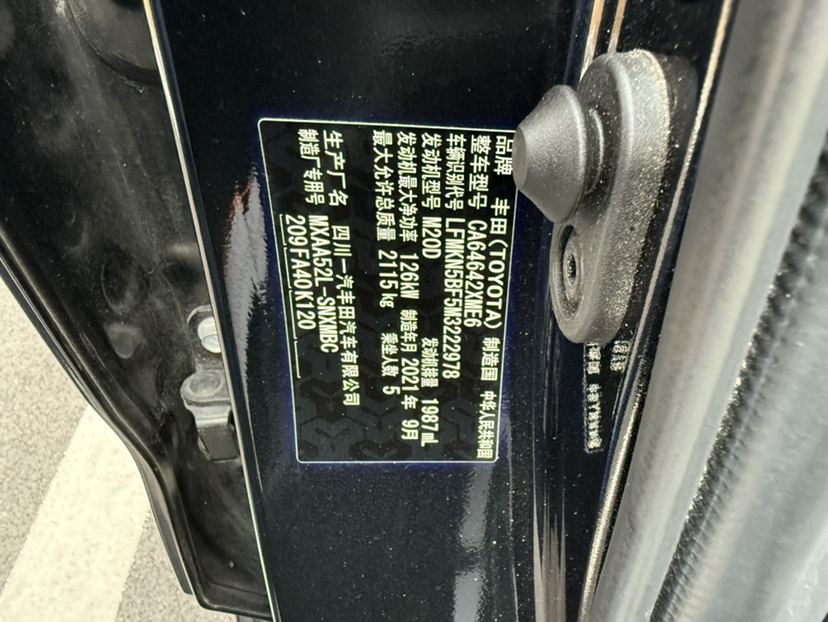 品牌 丰田(TOYOTA) 制造国 中华人民共和国
整车型号 CA64642XME6
车辆识别代号 LFMKN5BF5M3222978
发动机型号 M20D 发动机排量 1987mL
发动机最大净功率 126kW 制造年月 2021年 9月
最大允许总质量 2115kg 乘坐人数 5
生产厂名 四川一汽丰田汽车有限公司
制造厂专用号 MXAA52L-SNXMBC
209FA40K120